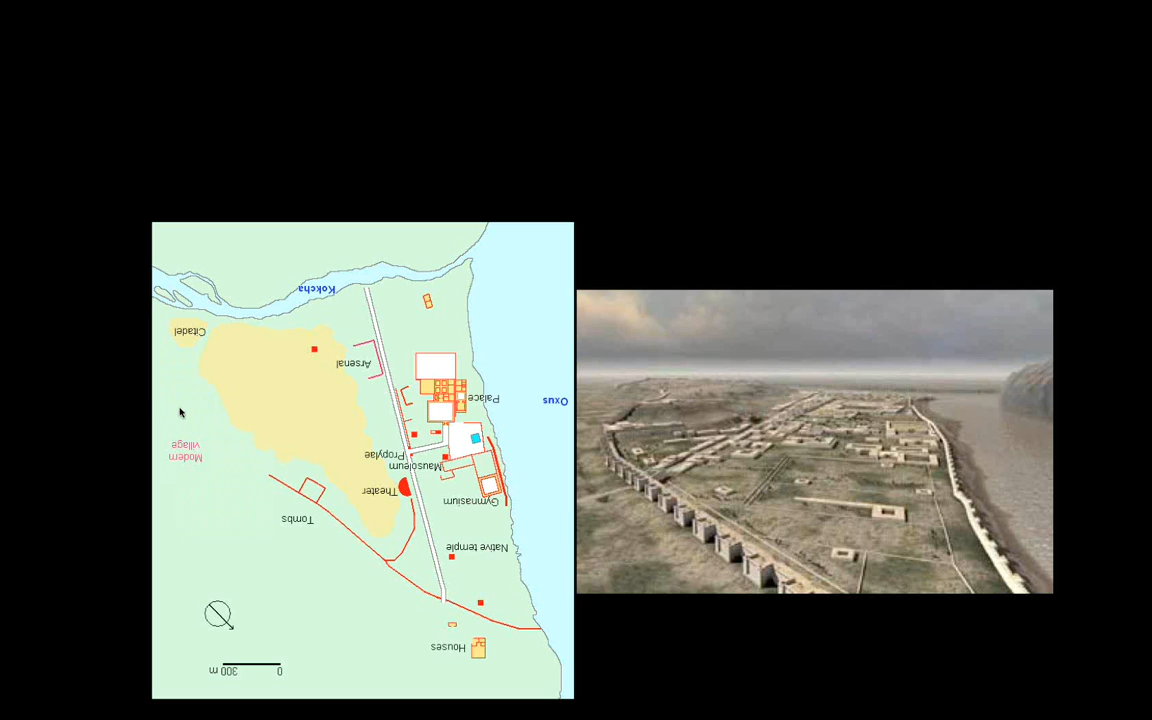 Kokcha
Citadel
Arsenal
Palace
Oxus
Modern
village
Propylae
Mausoleum
Theater
Gymnasium
Tombs
Native temple
Houses
0 300 m